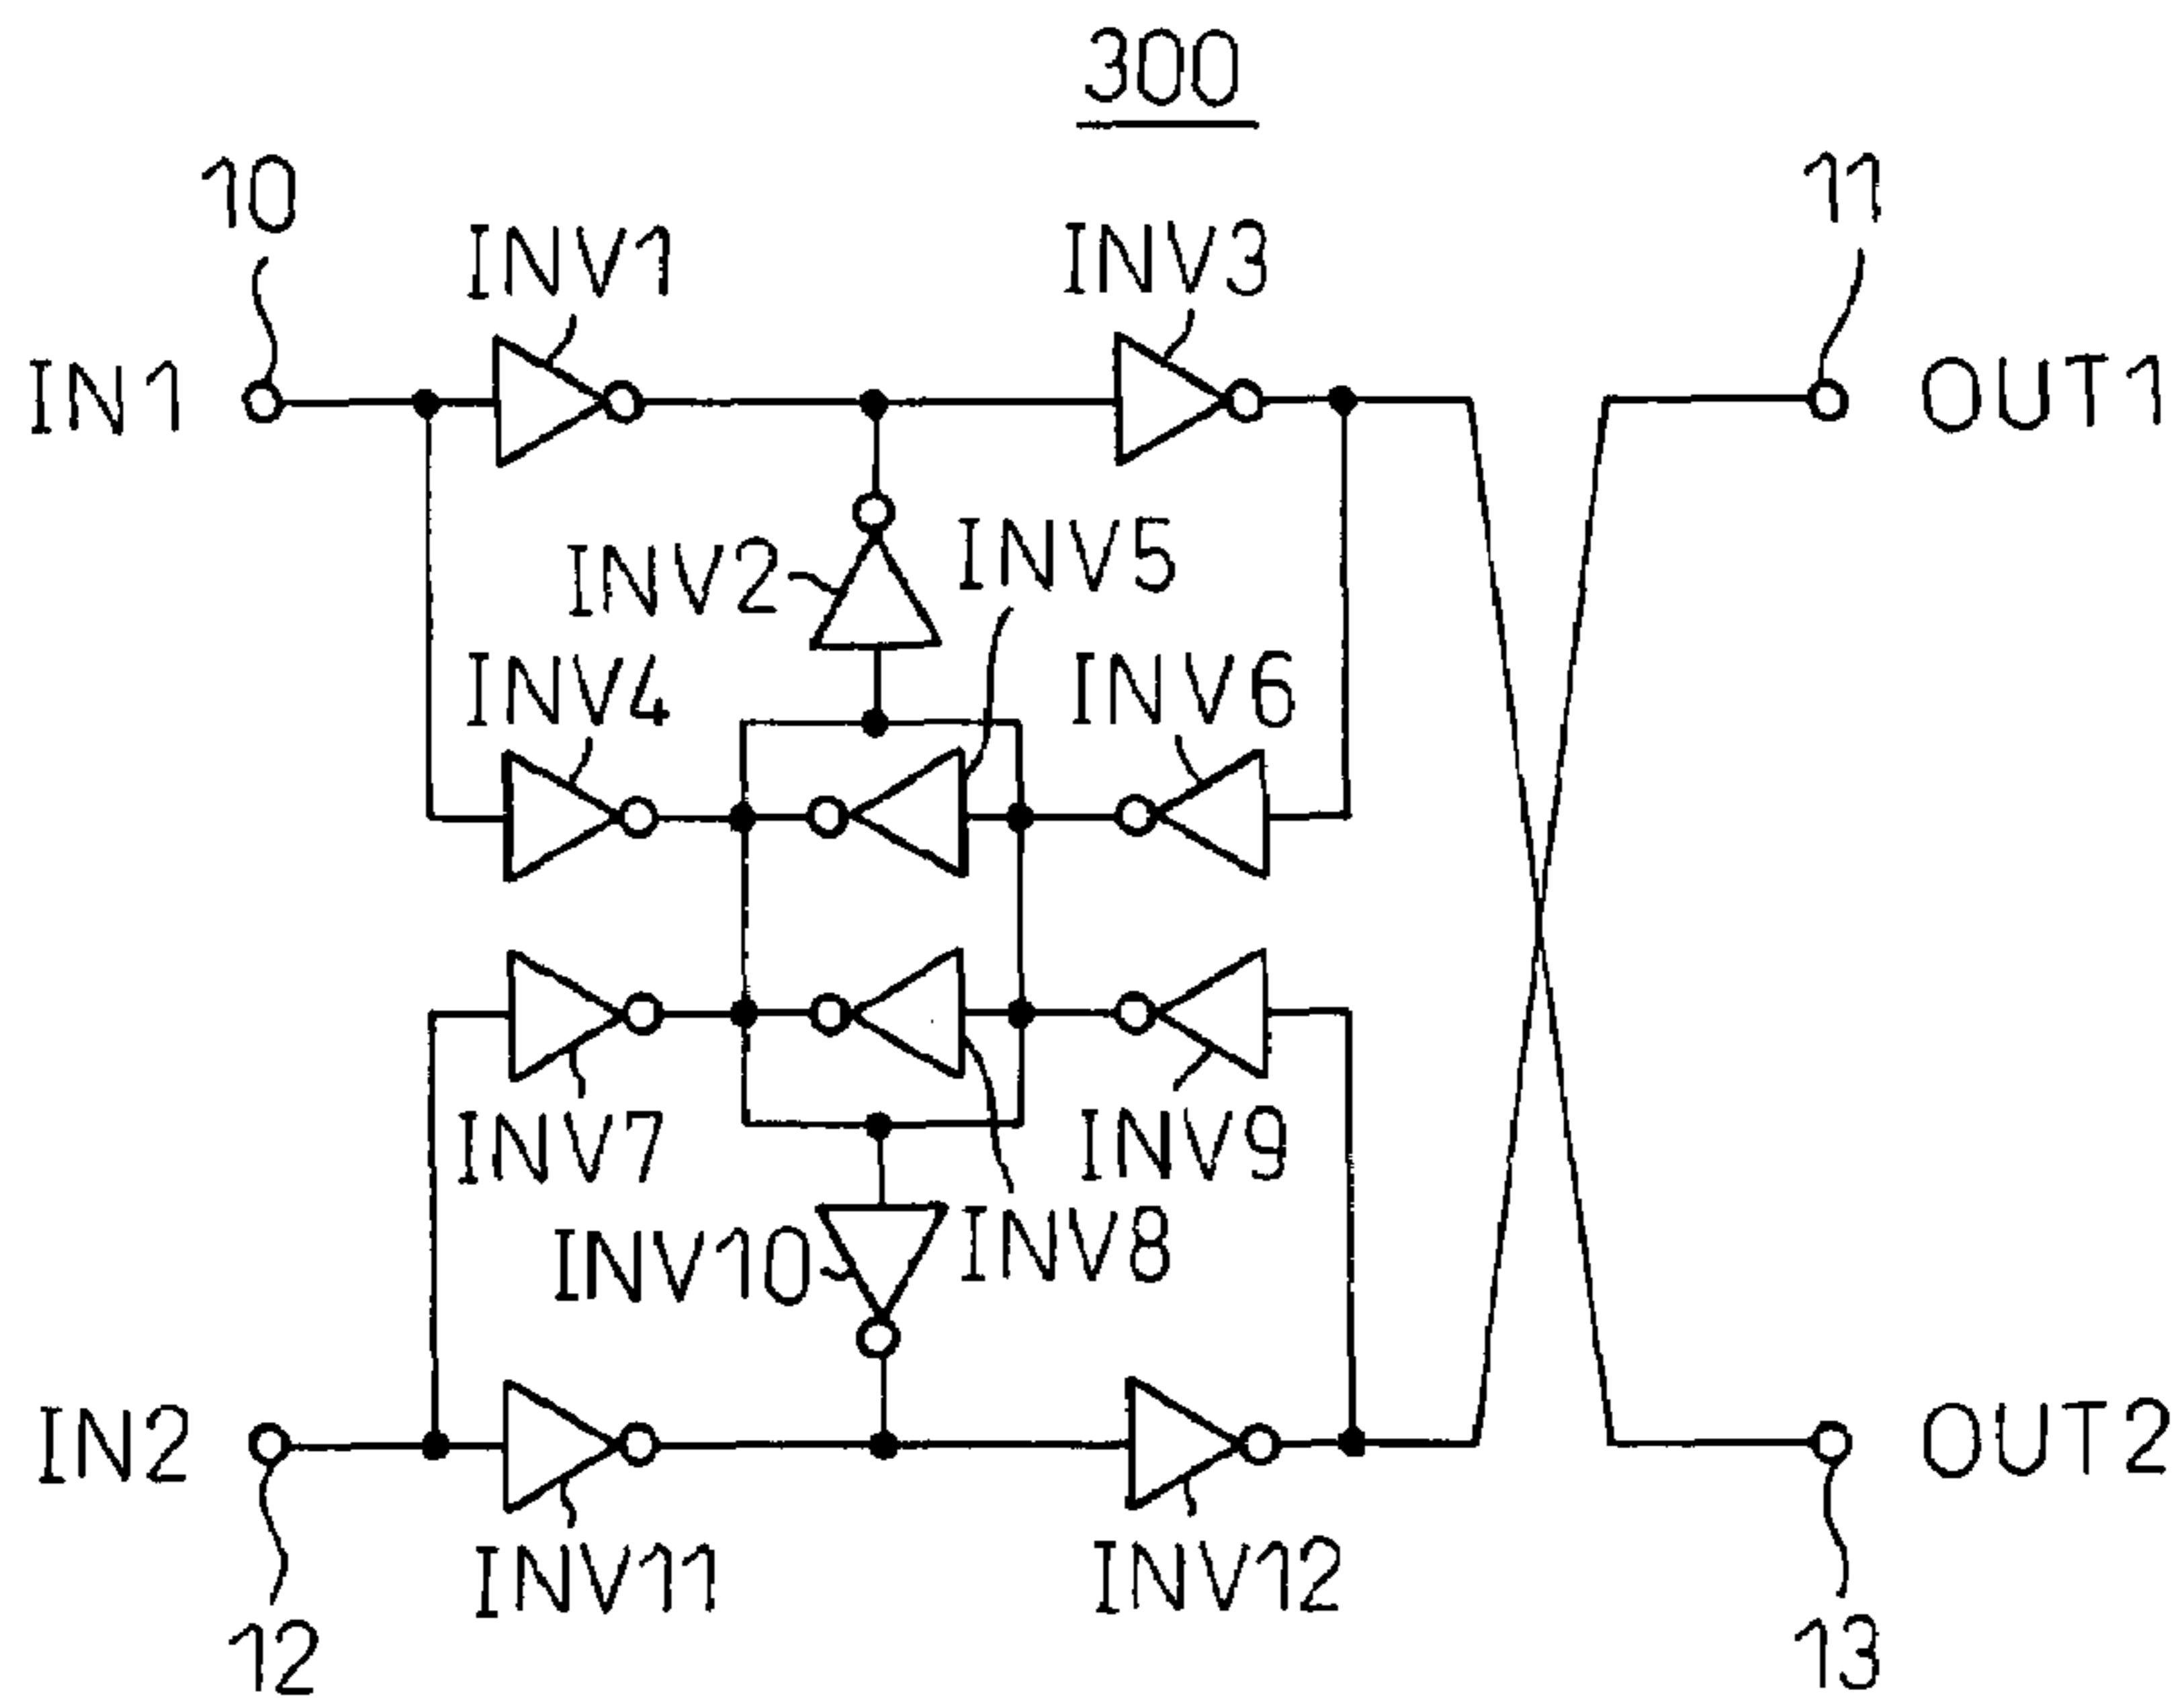 300
10
11
INV1
INV3
IN1
OUT1
INV2
INV5
INV4
INV6
INV7
INV9
INV10
INV8
IN2
OUT2
INV11
INV12
12
13